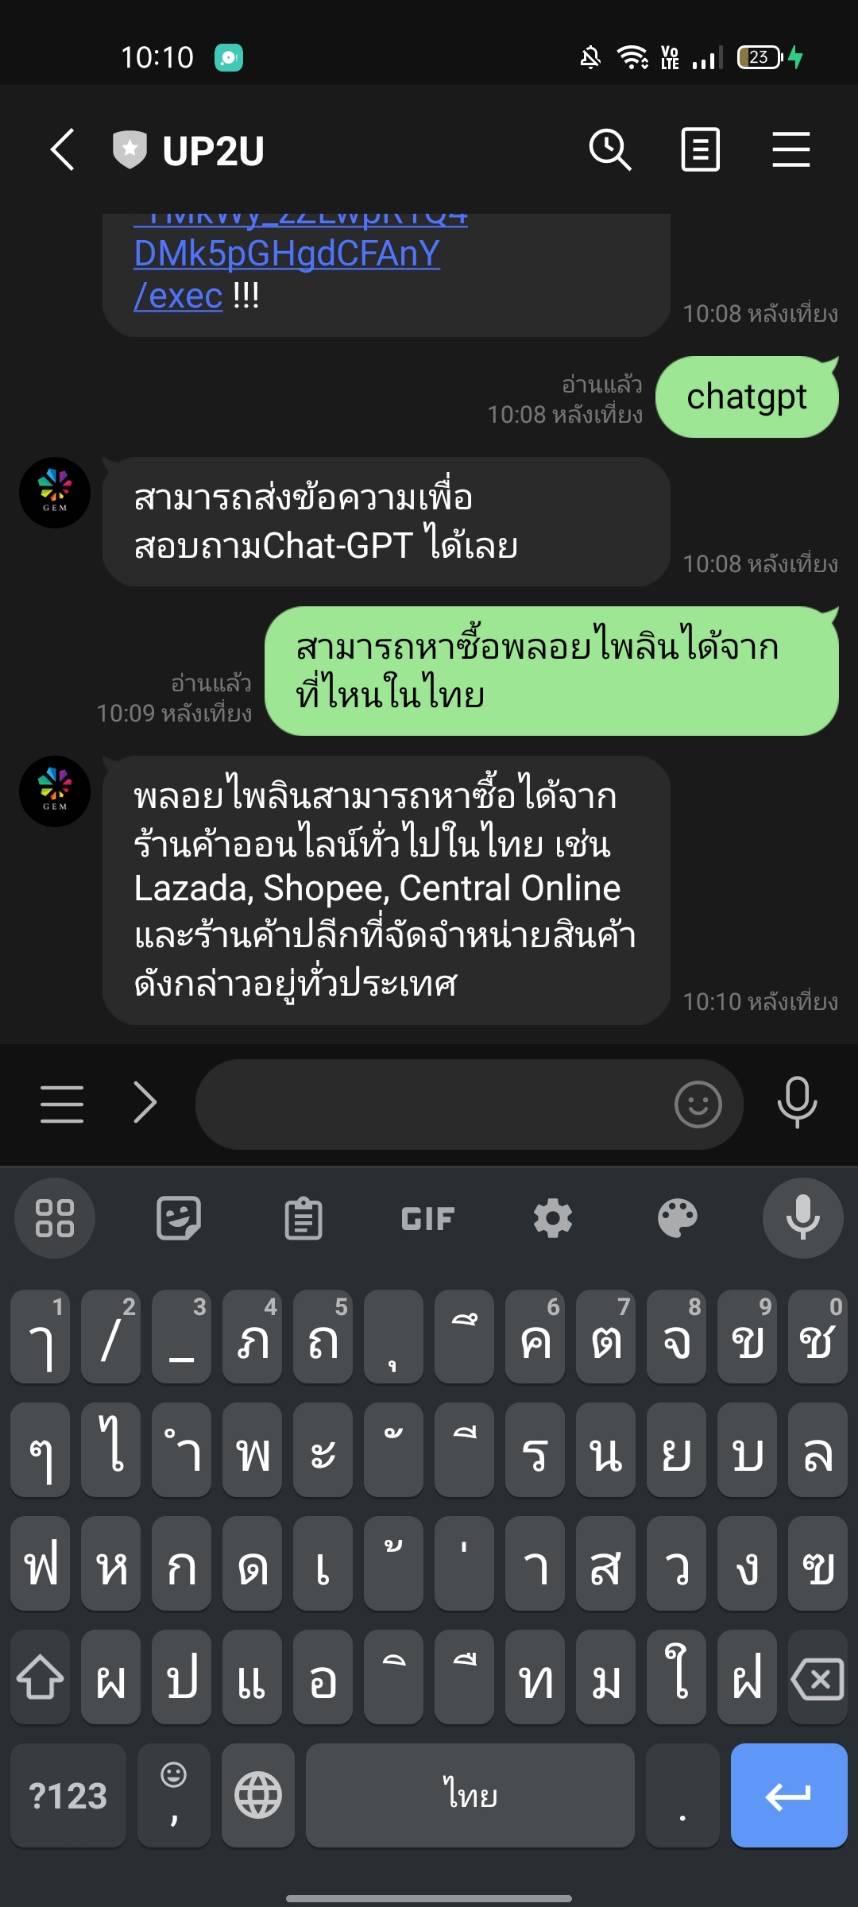 10:10
Vo
LTE
23
UP2U
DMk5pGHgdCFAnY
/exec !!!
10:08 หลังเที่ยง
อ่านแล้ว
10:08 หลังเที่ยง
chatgpt
GEM
สามารถส่งข้อความเพื่อ
สอบถามChat-GPT ได้เลย
10:08 หลังเที่ยง
สามารถหาซื้อพลอยไพลินได้จาก
ที่ไหนในไทย
อ่านแล้ว
10:09 หลังเที่ยง
GEM
พลอยไพลินสามารถหาซื้อได้จาก
ร้านค้าออนไลน์ทั่วไปในไทย เช่น
Lazada, Shopee, Central Online
และร้านค้าปลีกที่จัดจำหน่ายสินค้า
ดังกล่าวอยู่ทั่วประเทศ
10:10 หลังเที่ยง
GIF
1 2 3 4 5 6 7 8 9 0
ๅ / _ ภ ถ ุ ึ ค ต จ ข ช
ๆ ไ ำ พ ะ ั ี ร น ย บ ล
ฟ ห ก ด เ ้ ่ า ส ว ง ฃ
ผ ป แ อ ิ ื ท ม ใ ฝ
?123 , ไทย .